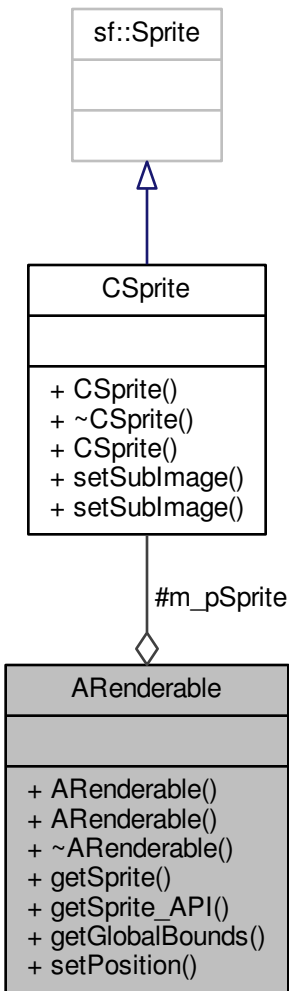 sf::Sprite
CSprite
+ CSprite()
+ ~CSprite()
+ CSprite()
+ setSubImage()
+ setSubImage()
#m_pSprite
ARenderable
+ ARenderable()
+ ARenderable()
+ ~ARenderable()
+ getSprite()
+ getSprite_API()
+ getGlobalBounds()
+ setPosition()